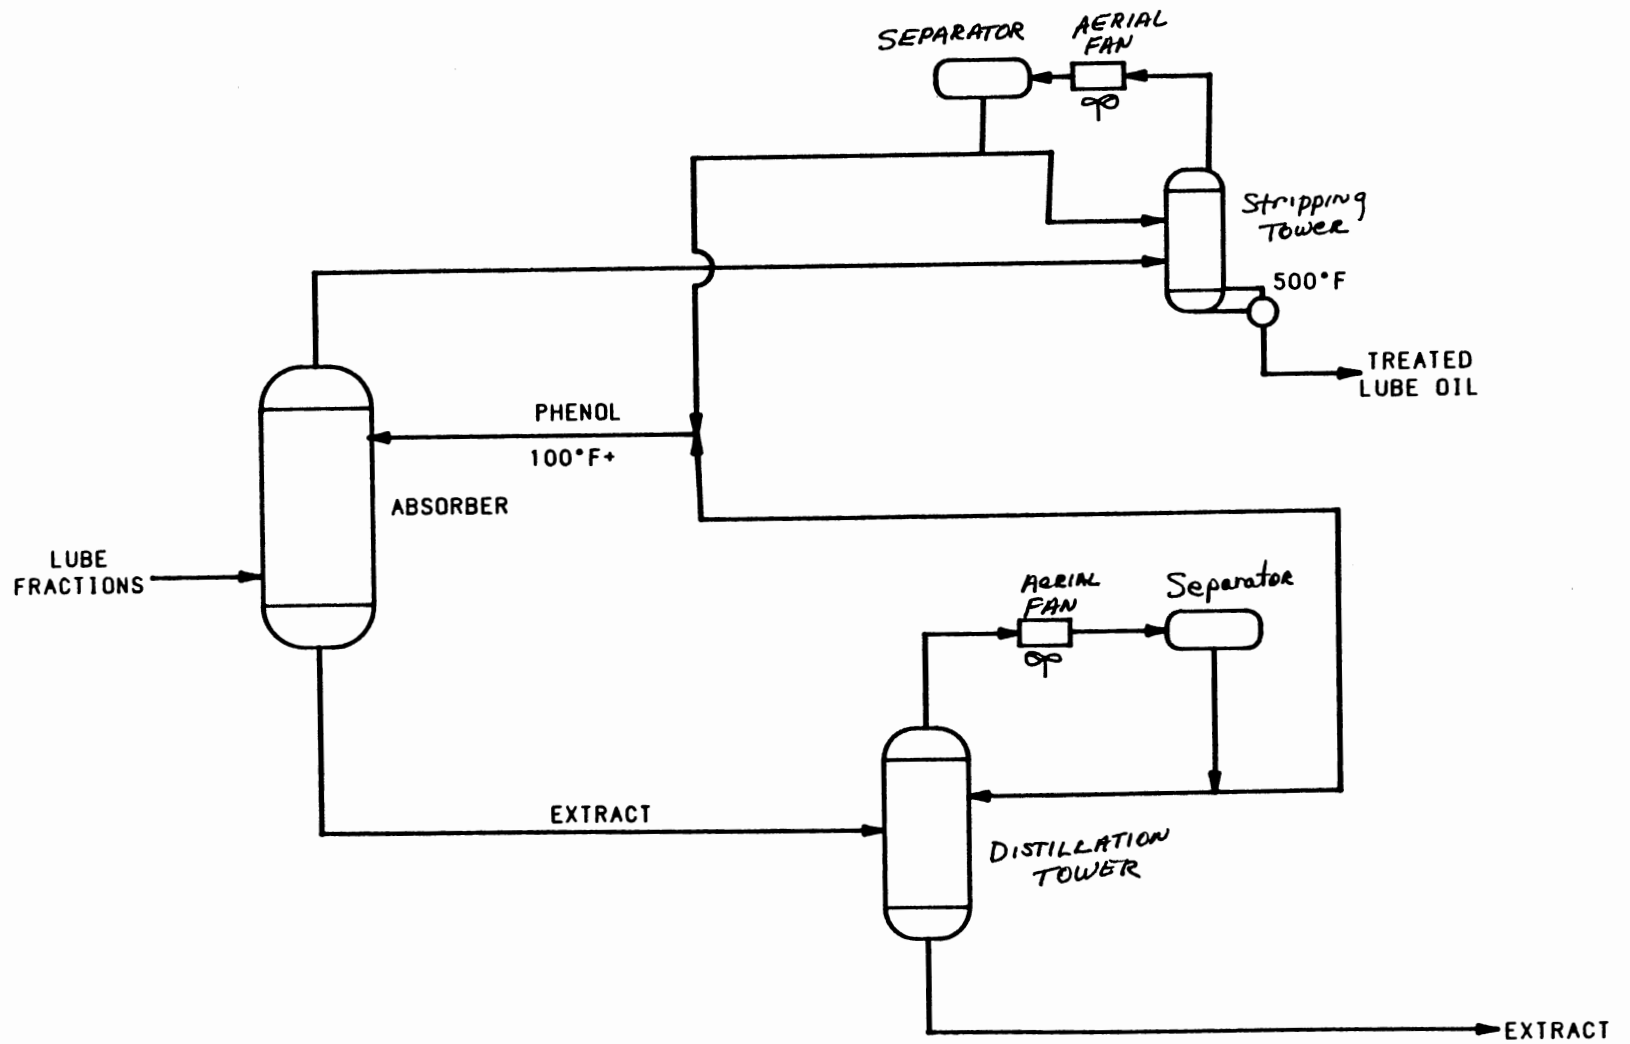 SEPARATOR
AERIAL
FAN
Stripping
TOWER
500°F
TREATED
LUBE OIL
PHENOL
100°F+
ABSORBER
LUBE
FRACTIONS
AERIAL
FAN
Separator
EXTRACT
DISTILLATION
TOWER
EXTRACT